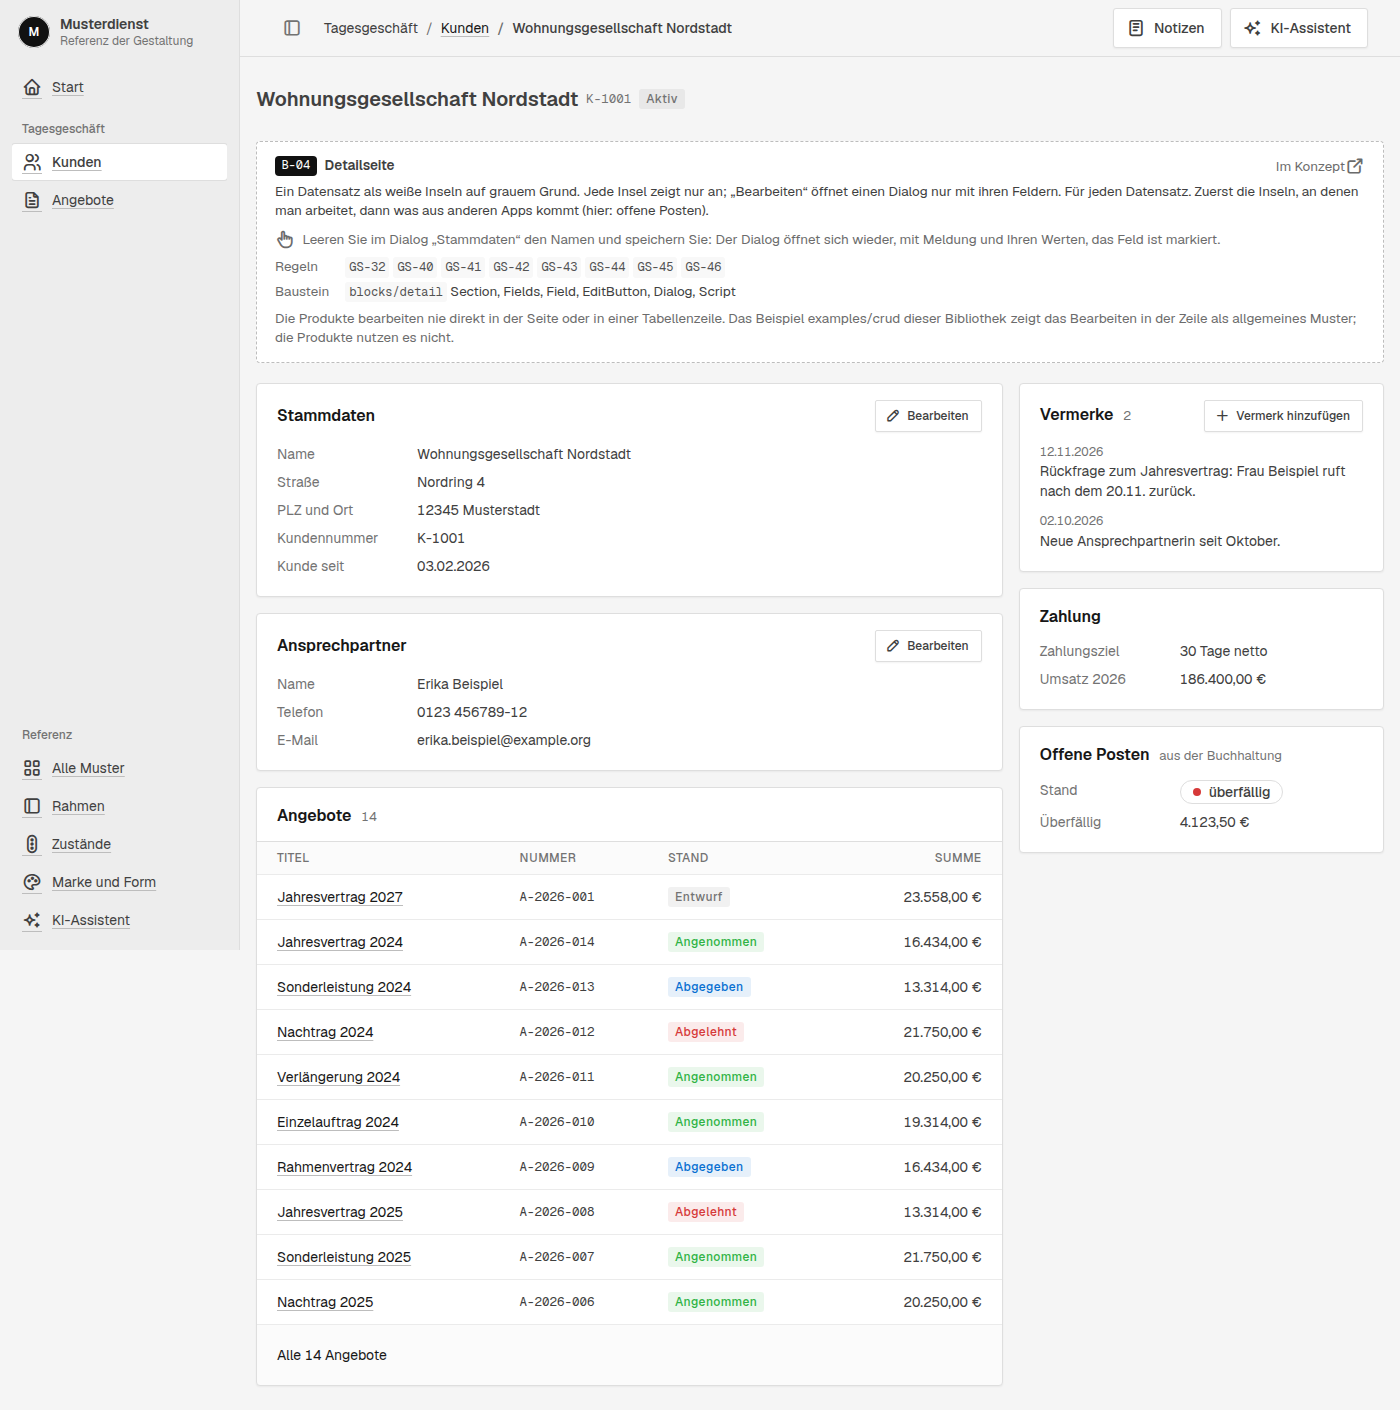 M
Musterdienst
Referenz der Gestaltung
Start
Tagesgeschäft
Kunden
Angebote
Referenz
Alle Muster
Rahmen
Zustände
Marke und Form
KI-Assistent
Tagesgeschäft / Kunden / Wohnungsgesellschaft Nordstadt
Notizen
KI-Assistent
Wohnungsgesellschaft Nordstadt K-1001 Aktiv
B-04 Detailseite
Im Konzept
Ein Datensatz als weiße Inseln auf grauem Grund. Jede Insel zeigt nur an; „Bearbeiten“ öffnet einen Dialog nur mit ihren Feldern. Für jeden Datensatz. Zuerst die Inseln, an denen
man arbeitet, dann was aus anderen Apps kommt (hier: offene Posten).
Leeren Sie im Dialog „Stammdaten“ den Namen und speichern Sie: Der Dialog öffnet sich wieder, mit Meldung und Ihren Werten, das Feld ist markiert.
Regeln GS-32 GS-40 GS-41 GS-42 GS-43 GS-44 GS-45 GS-46
Baustein blocks/detail Section, Fields, Field, EditButton, Dialog, Script
Die Produkte bearbeiten nie direkt in der Seite oder in einer Tabellenzeile. Das Beispiel examples/crud dieser Bibliothek zeigt das Bearbeiten in der Zeile als allgemeines Muster;
die Produkte nutzen es nicht.
Stammdaten
Bearbeiten
Name Wohnungsgesellschaft Nordstadt
Straße Nordring 4
PLZ und Ort 12345 Musterstadt
Kundennummer K-1001
Kunde seit 03.02.2026
Ansprechpartner
Bearbeiten
Name Erika Beispiel
Telefon 0123 456789-12
E-Mail erika.beispiel@example.org
Angebote 14
TITEL NUMMER STAND SUMME
Jahresvertrag 2027 A-2026-001 Entwurf 23.558,00 €
Jahresvertrag 2024 A-2026-014 Angenommen 16.434,00 €
Sonderleistung 2024 A-2026-013 Abgegeben 13.314,00 €
Nachtrag 2024 A-2026-012 Abgelehnt 21.750,00 €
Verlängerung 2024 A-2026-011 Angenommen 20.250,00 €
Einzelauftrag 2024 A-2026-010 Angenommen 19.314,00 €
Rahmenvertrag 2024 A-2026-009 Abgegeben 16.434,00 €
Jahresvertrag 2025 A-2026-008 Abgelehnt 13.314,00 €
Sonderleistung 2025 A-2026-007 Angenommen 21.750,00 €
Nachtrag 2025 A-2026-006 Angenommen 20.250,00 €
Alle 14 Angebote
Vermerke 2
Vermerk hinzufügen
12.11.2026
Rückfrage zum Jahresvertrag: Frau Beispiel ruft
nach dem 20.11. zurück.
02.10.2026
Neue Ansprechpartnerin seit Oktober.
Zahlung
Zahlungsziel 30 Tage netto
Umsatz 2026 186.400,00 €
Offene Posten aus der Buchhaltung
Stand überfällig
Überfällig 4.123,50 €